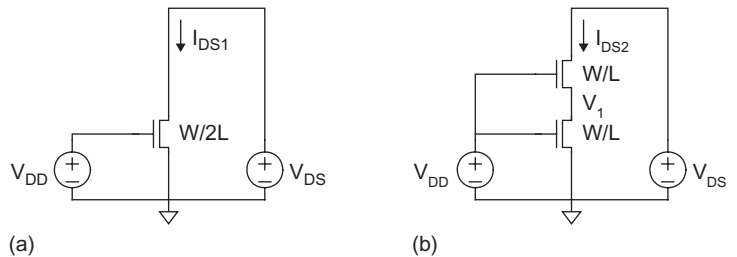 I_DS1
W/2L
V_DD
+
−
+
−
V_DS
(a)
I_DS2
W/L
V_1
W/L
V_DD
+
−
+
−
V_DS
(b)